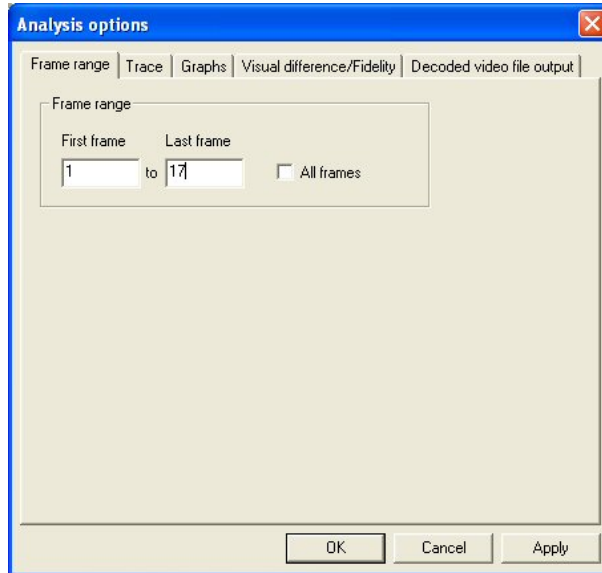 Analysis options
Frame range Trace Graphs Visual difference/Fidelity Decoded video file output
Frame range
First frame Last frame
1 to 17 All frames
OK Cancel Apply